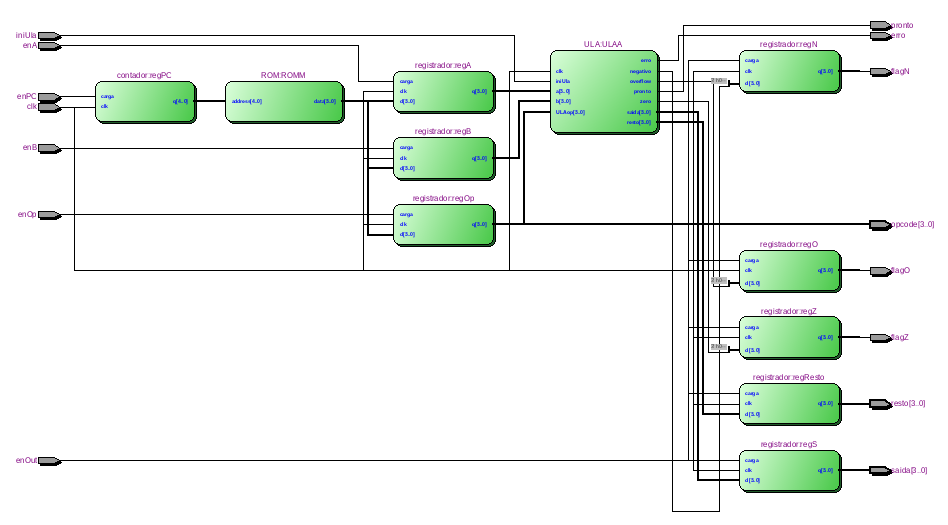 iniUla
enA
enPC
clk
enB
enOp
enOut
contador:regPC
carga
clk
q[4..0]
ROM:ROMM
address[4..0]
data[3..0]
registrador:regA
carga
clk
d[3..0]
q[3..0]
registrador:regB
carga
clk
d[3..0]
q[3..0]
registrador:regOp
carga
clk
d[3..0]
q[3..0]
ULA:ULAA
clk
iniUla
a[3..0]
b[3..0]
ULAop[3..0]
erro
negativo
overflow
pronto
zero
saida[3..0]
resto[3..0]
registrador:regN
carga
clk
d[3..0]
q[3..0]
registrador:regO
carga
clk
d[3..0]
q[3..0]
registrador:regZ
carga
clk
d[3..0]
q[3..0]
registrador:regResto
carga
clk
d[3..0]
q[3..0]
registrador:regS
carga
clk
d[3..0]
q[3..0]
pronto
erro
flagN
opcode[3..0]
flagO
flagZ
resto[3..0]
saida[3..0]